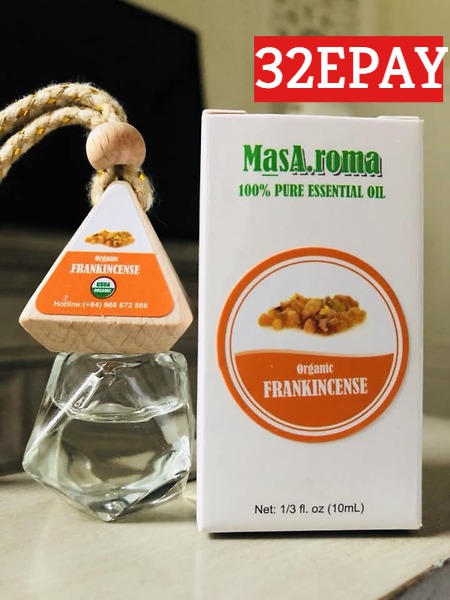 32EPAY
MasA.roma
100% PURE ESSENTIAL OIL
Organic
FRANKINCENSE
USDA
ORGANIC
Hotline:(+84) 966 672 886
Organic
FRANKINCENSE
Net: 1/3 fl. oz (10mL)